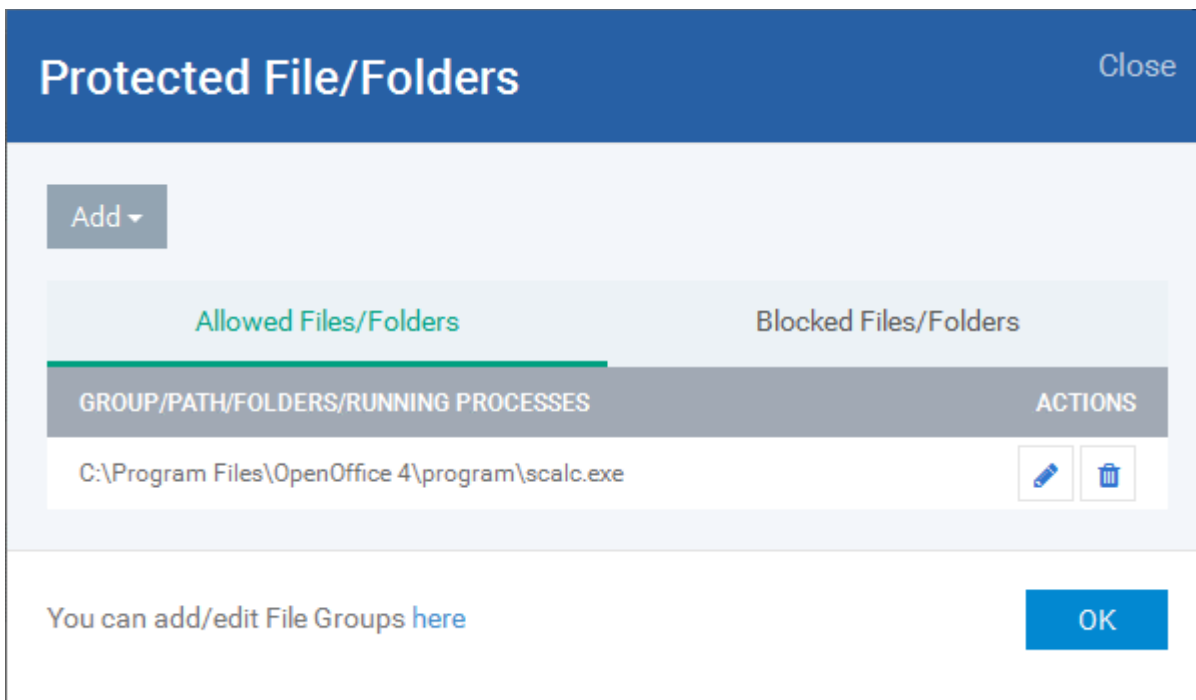 Protected File/Folders
Close
Add
Allowed Files/Folders
Blocked Files/Folders
GROUP/PATH/FOLDERS/RUNNING PROCESSES
ACTIONS
C:\Program Files\OpenOffice 4\program\scalc.exe
You can add/edit File Groups here
OK